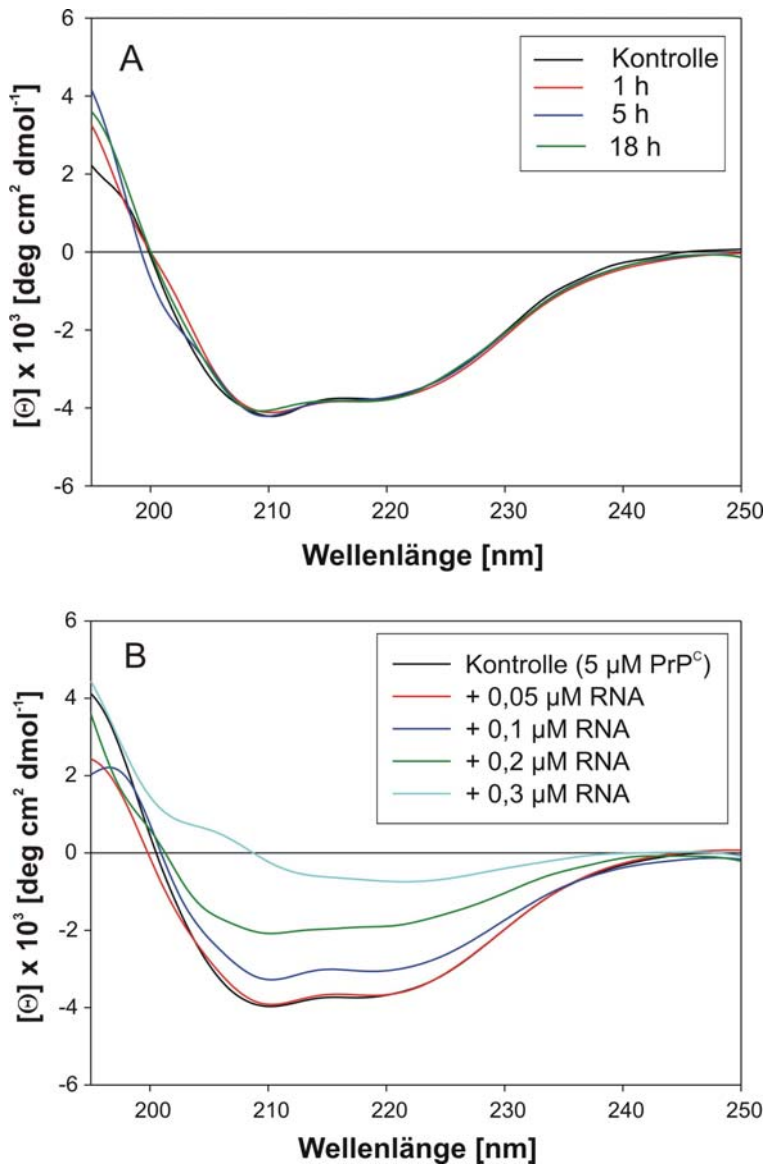 A
Kontrolle
1 h
5 h
18 h
6
4
2
0
-2
-4
-6
[Θ] x 10³ [deg cm² dmol⁻¹]
200 210 220 230 240 250
Wellenlänge [nm]
B
Kontrolle (5 µM PrPᶜ)
+ 0,05 µM RNA
+ 0,1 µM RNA
+ 0,2 µM RNA
+ 0,3 µM RNA
6
4
2
0
-2
-4
-6
[Θ] x 10³ [deg cm² dmol⁻¹]
200 210 220 230 240 250
Wellenlänge [nm]